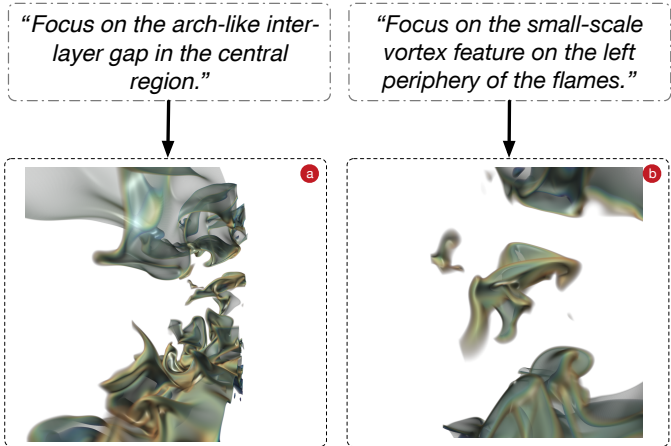 “Focus on the arch-like inter-
layer gap in the central
region.”
“Focus on the small-scale
vortex feature on the left
periphery of the flames.”
a
b